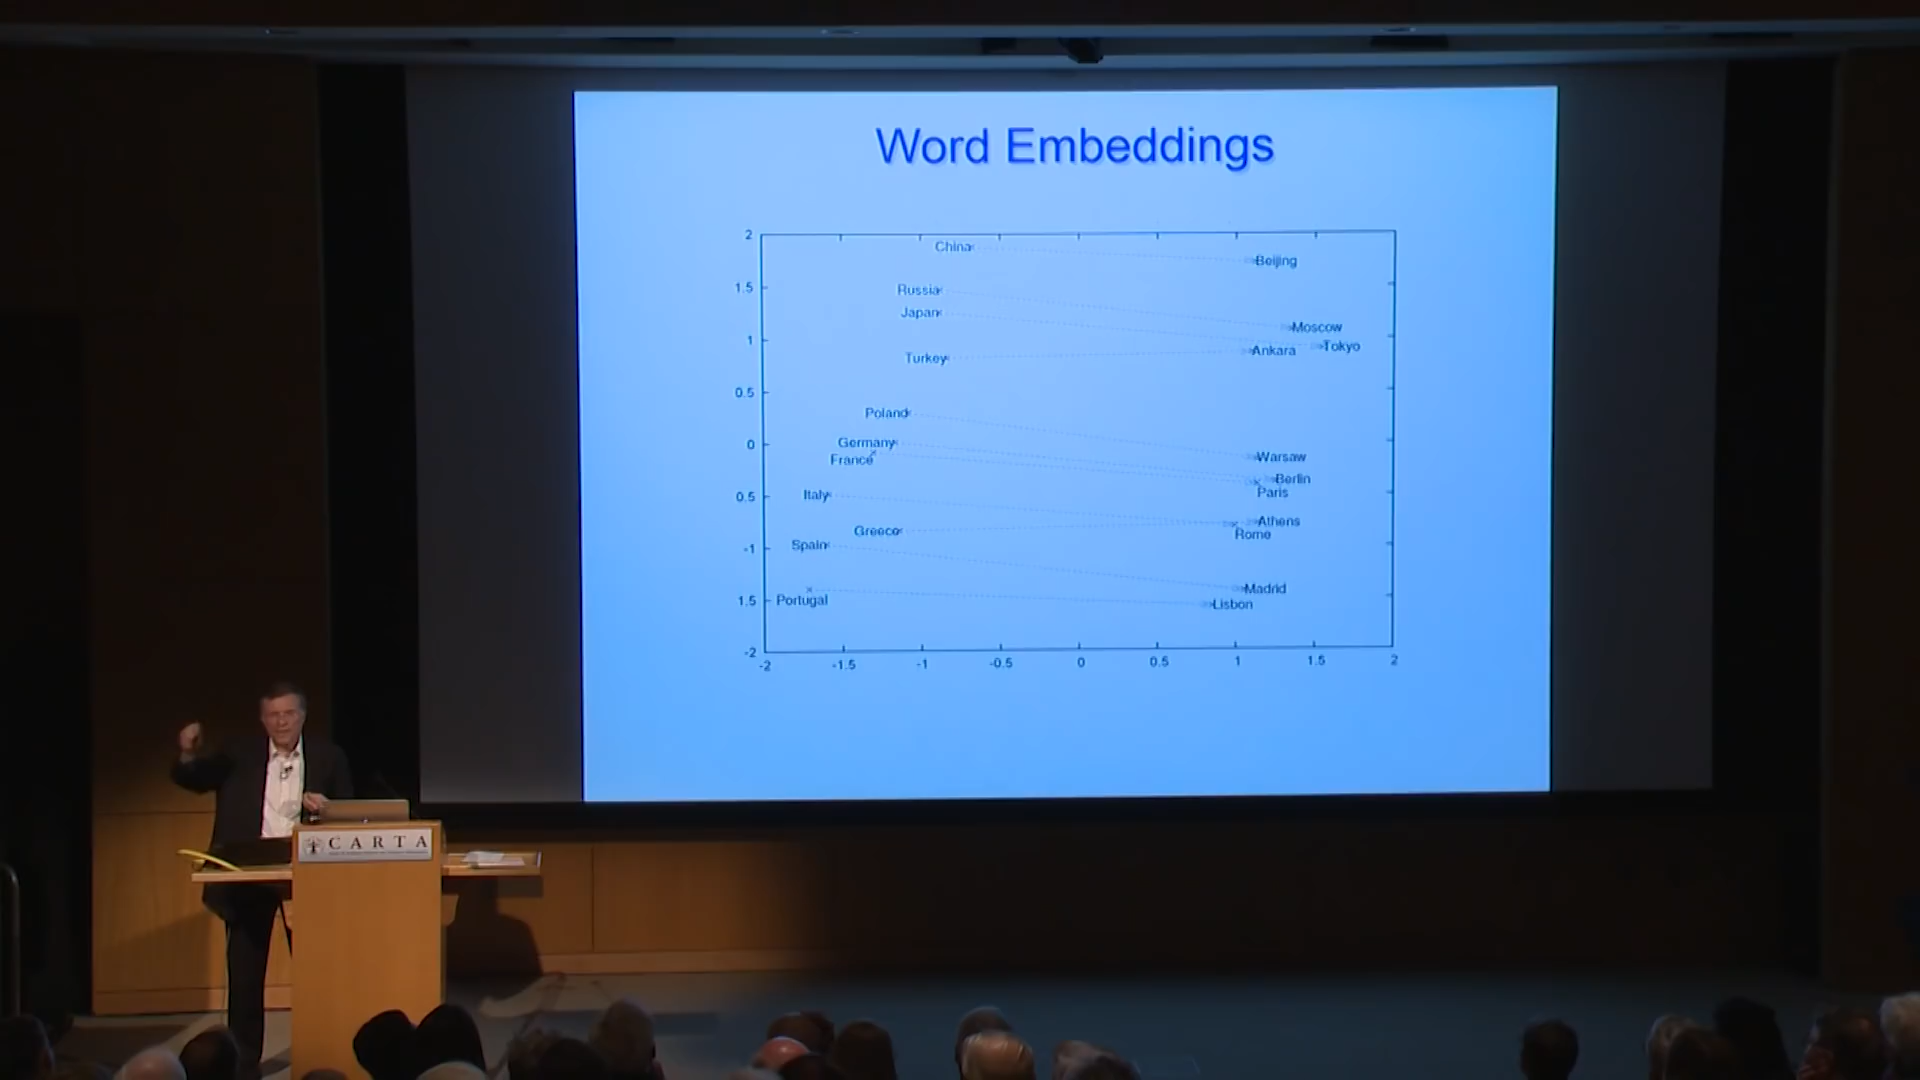 Word Embeddings
2
China
Beijing
1.5
Russia
Japan
Moscow
1
Tokyo
Turkey
Ankara
0.5
Poland
0
Germany
Warsaw
France
Berlin
0.5
Italy
Paris
Athens
Greece
Rome
-1
Spain
Madrid
1.5
Portugal
Lisbon
-2
-2 -1.5 -1 -0.5 0 0.5 1 1.5 2
CARTA